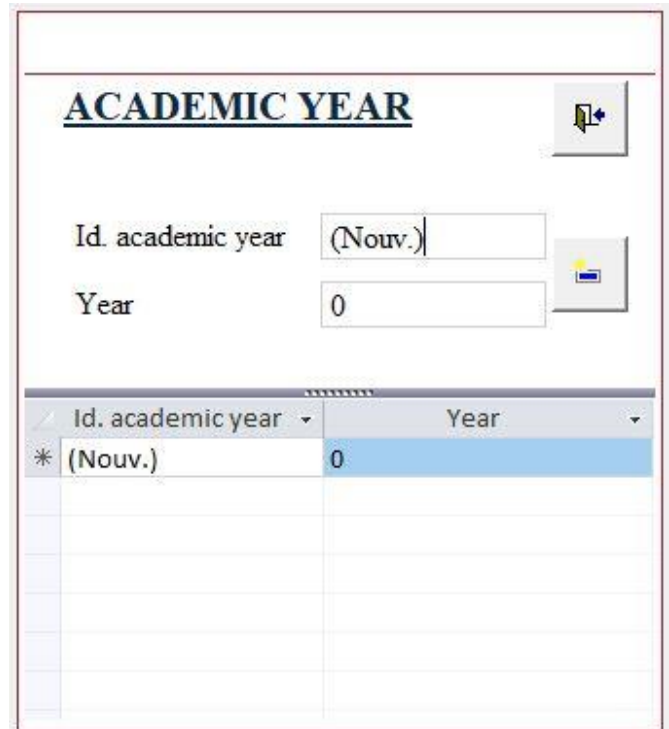 ACADEMIC YEAR
Id. academic year (Nouv.)
Year 0
Id. academic year Year
* (Nouv.) 0